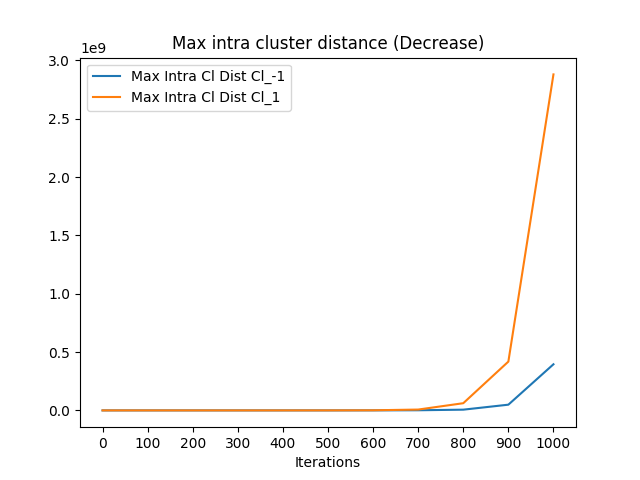 Max intra cluster distance (Decrease)
1e9
Max Intra Cl Dist Cl_-1
Max Intra Cl Dist Cl_1
3.0
2.5
2.0
1.5
1.0
0.5
0.0
0 100 200 300 400 500 600 700 800 900 1000
Iterations